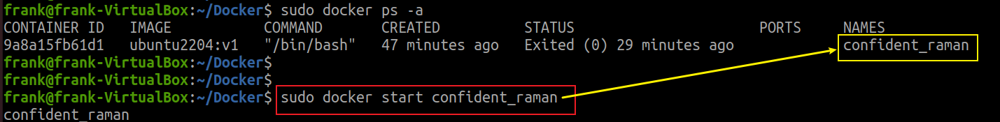 frank@frank-VirtualBox:~/Docker$ sudo docker ps -a
CONTAINER ID   IMAGE           COMMAND       CREATED          STATUS                      PORTS     NAMES
9a8a15fb61d1   ubuntu2204:v1   "/bin/bash"   47 minutes ago   Exited (0) 29 minutes ago             confident_raman
frank@frank-VirtualBox:~/Docker$
frank@frank-VirtualBox:~/Docker$
frank@frank-VirtualBox:~/Docker$ sudo docker start confident_raman
confident_raman